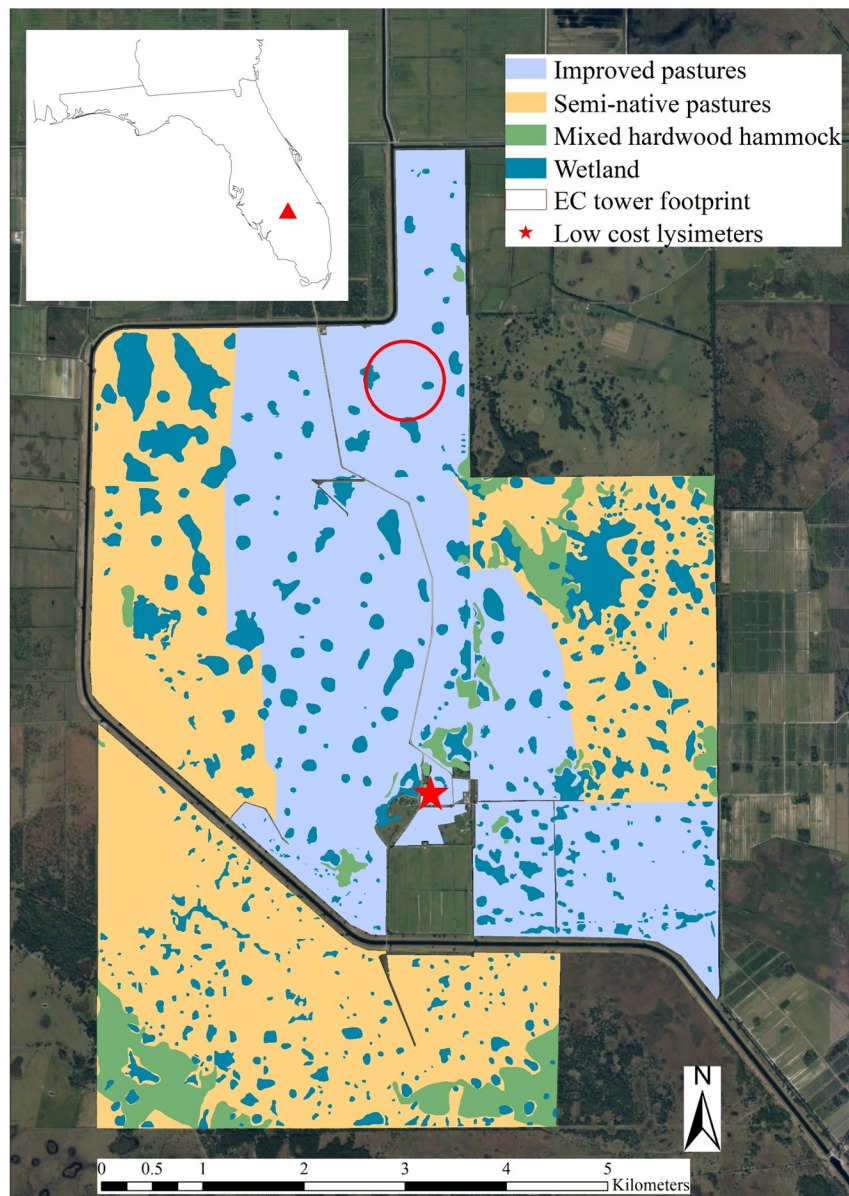 Improved pastures
Semi-native pastures
Mixed hardwood hammock
Wetland
EC tower footprint
Low cost lysimeters
N
0 0.5 1 2 3 4 5
Kilometers